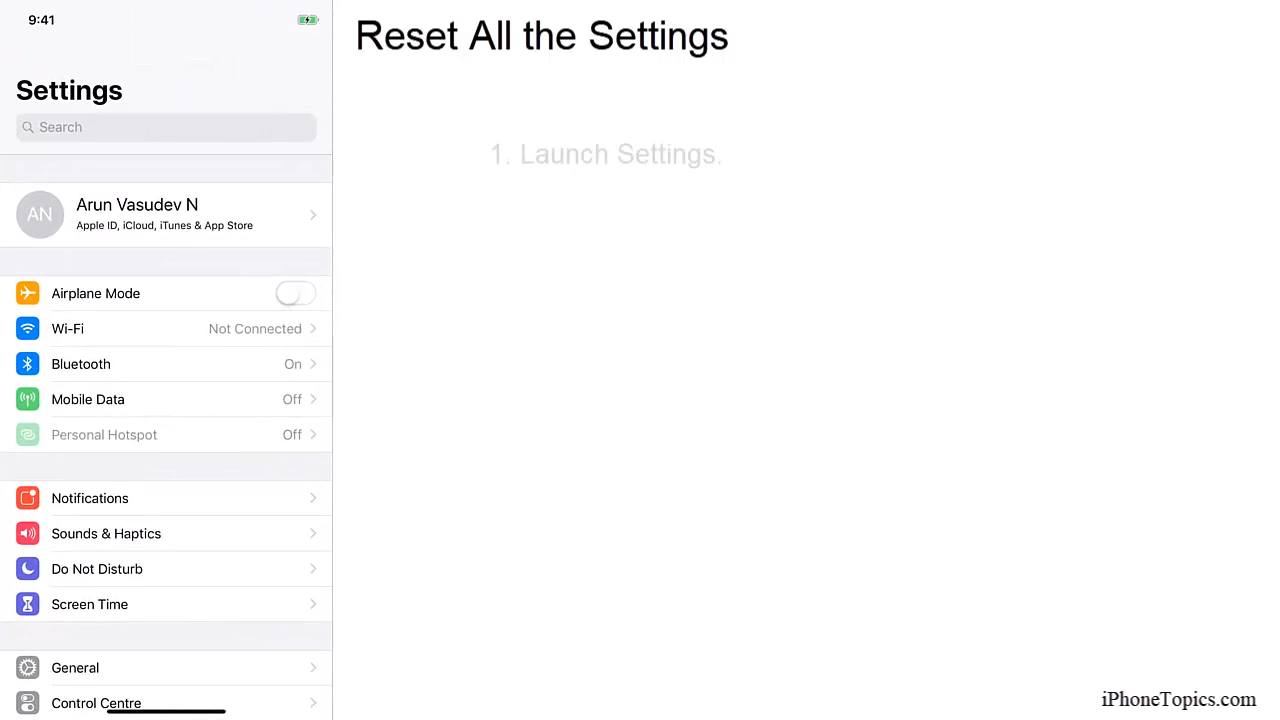 9:41
Settings
Search
AN
Arun Vasudev N
Apple ID, iCloud, iTunes & App Store
Airplane Mode
Wi-Fi Not Connected
Bluetooth On
Mobile Data Off
Personal Hotspot Off
Notifications
Sounds & Haptics
Do Not Disturb
Screen Time
General
Control Centre
Reset All the Settings
1. Launch Settings.
iPhoneTopics.com